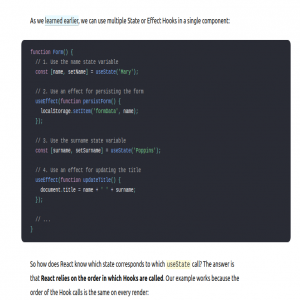 As we learned earlier, we can use multiple State or Effect Hooks in a single component:
function Form() {
// 1. Use the name state variable
const [name, setName] = useState('Mary');
// 2. Use an effect for persisting the form
useEffect(function persistForm() {
localStorage.setItem('formData', name);
});
// 3. Use the surname state variable
const [surname, setSurname] = useState('Poppins');
// 4. Use an effect for updating the title
useEffect(function updateTitle() {
document.title = name + ' ' + surname;
});
// ...
}
So how does React know which state corresponds to which useState call? The answer is
that React relies on the order in which Hooks are called. Our example works because the
order of the Hook calls is the same on every render: